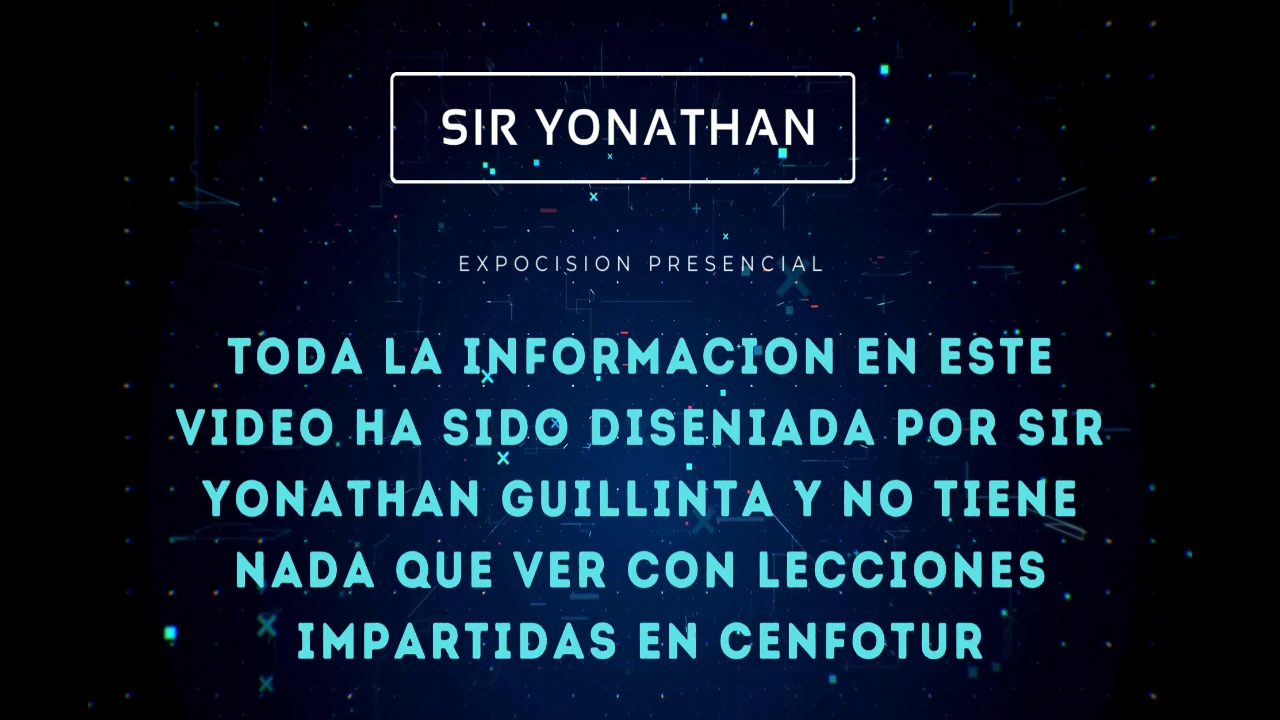 SIR YONATHAN
EXPOCISION PRESENCIAL
TODA LA INFORMACION EN ESTE
VIDEO HA SIDO DISENIADA POR SIR
YONATHAN GUILLINTA Y NO TIENE
NADA QUE VER CON LECCIONES
IMPARTIDAS EN CENFOTUR